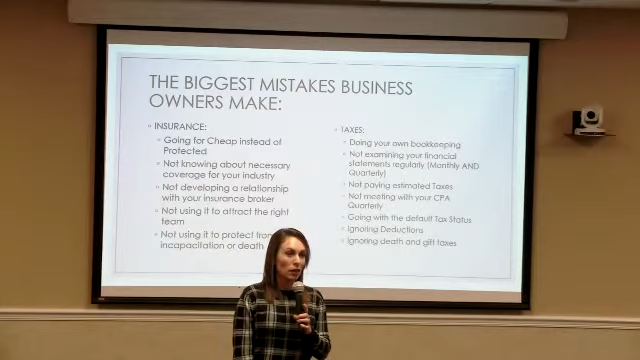 THE BIGGEST MISTAKES BUSINESS
OWNERS MAKE:
INSURANCE:
Going for Cheap instead of
Protected
Not knowing about necessary
coverage for your industry
Not developing a relationship
with your insurance broker
Not using it to attract the right
team
Not using it to protect from
incapacitation or death
TAXES:
Doing your own bookkeeping
Not examining your financial
statements regularly (Monthly AND
Quarterly)
Not paying estimated Taxes
Not meeting with your CPA
Quarterly
Going with the default Tax Status
Ignoring Deductions
Ignoring death and gift taxes